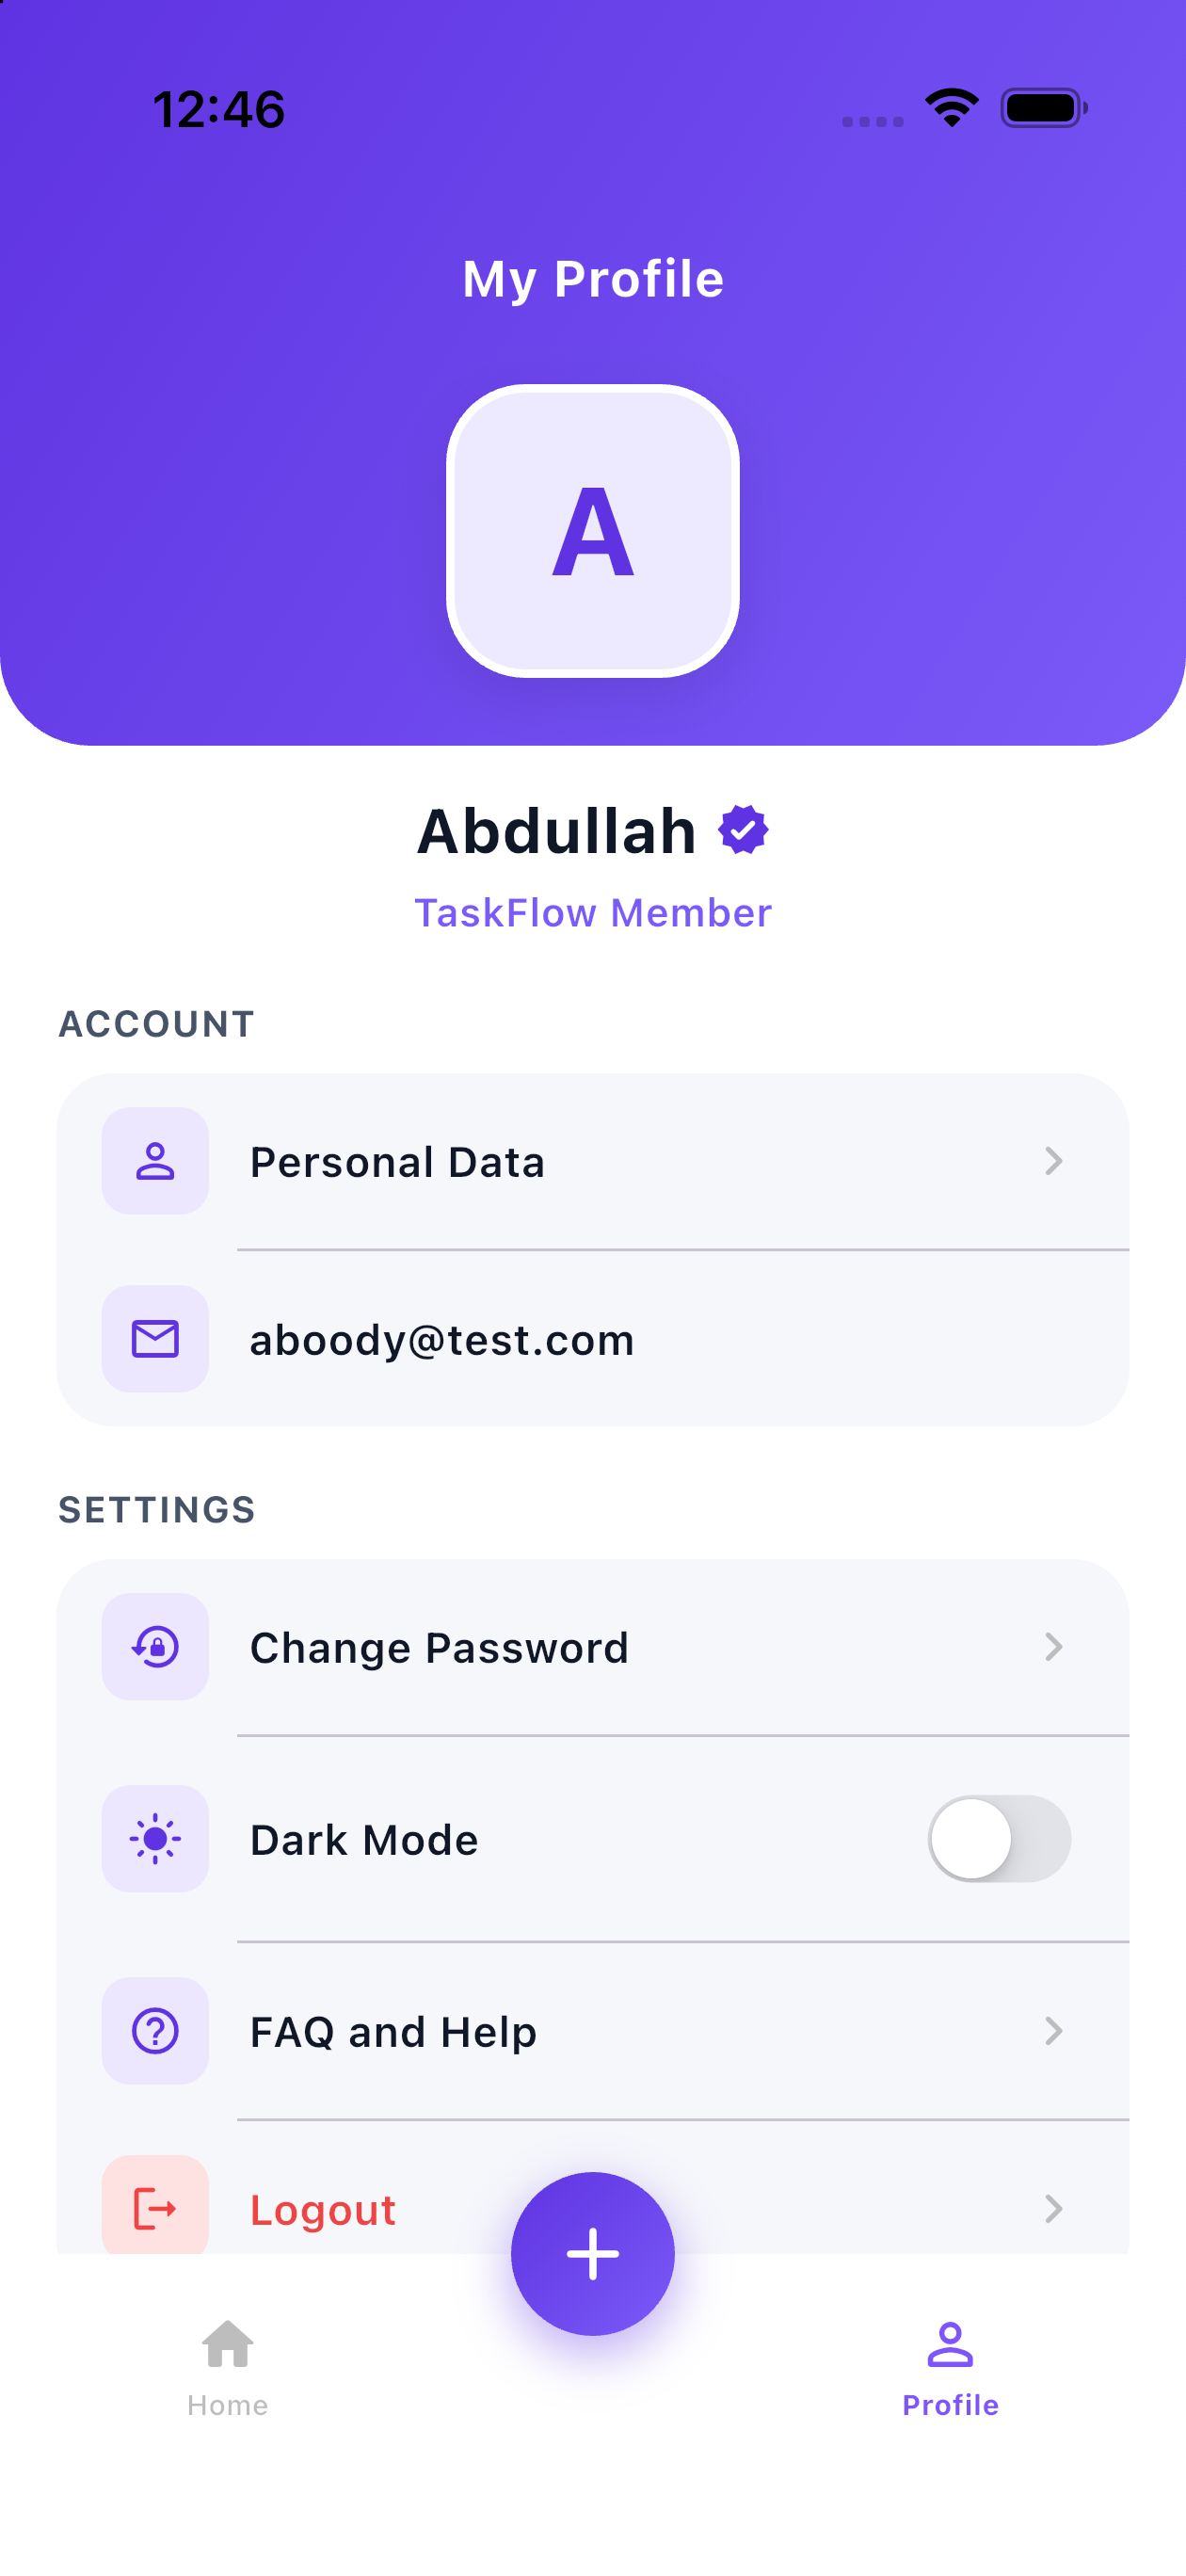 12:46
My Profile
A
Abdullah
TaskFlow Member
ACCOUNT
Personal Data
aboody@test.com
SETTINGS
Change Password
Dark Mode
FAQ and Help
Logout
Home
Profile